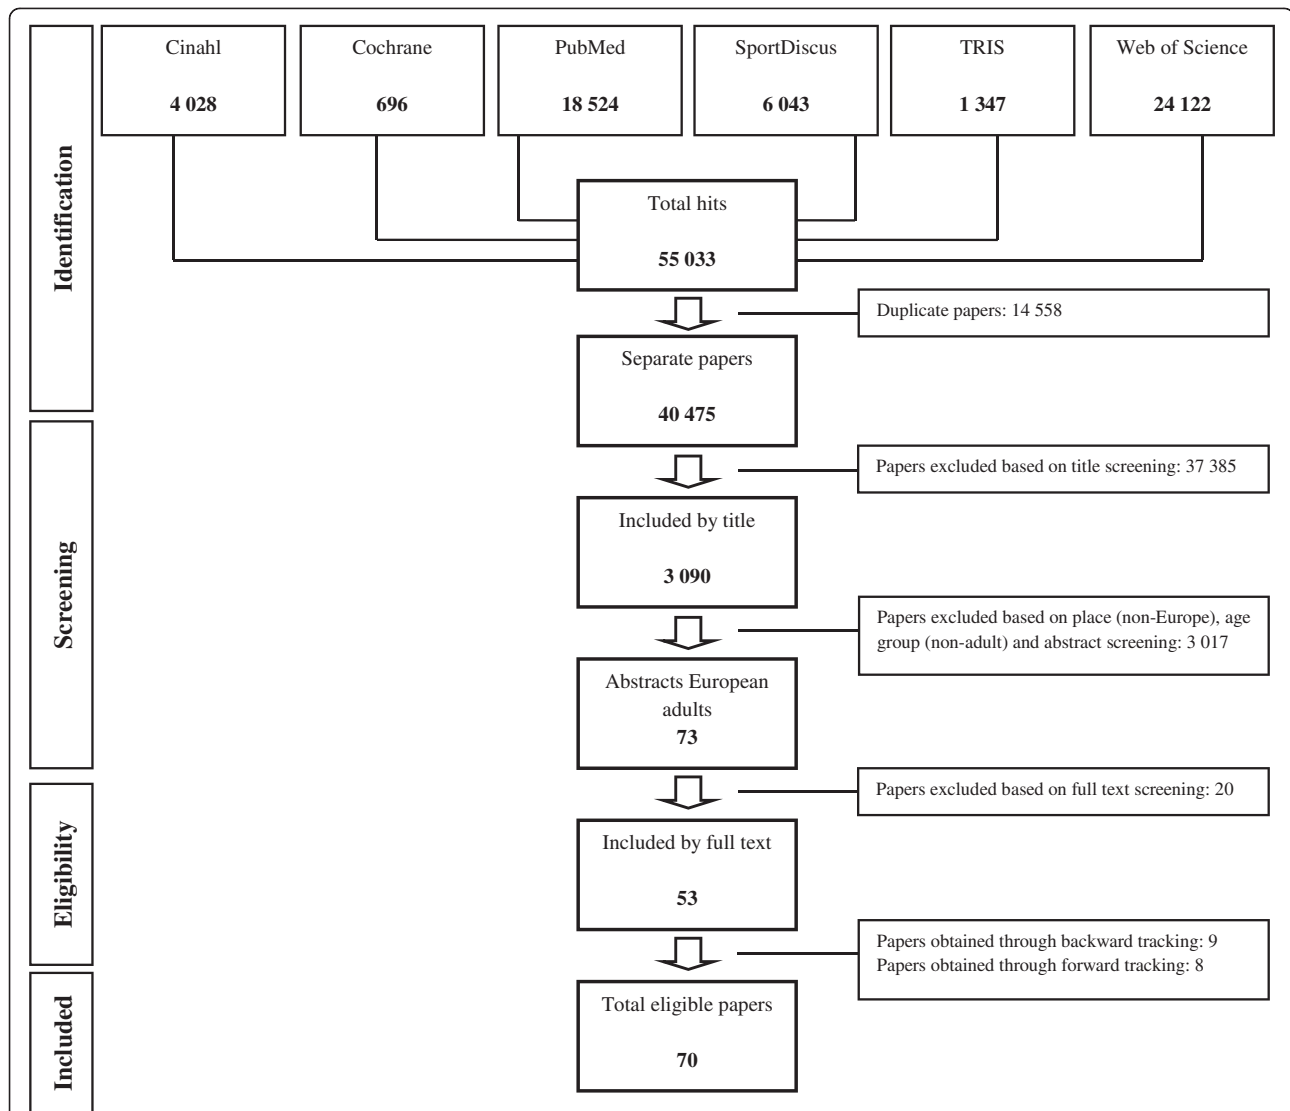 Identification
Cinahl
4 028
Cochrane
696
PubMed
18 524
SportDiscus
6 043
TRIS
1 347
Web of Science
24 122
Total hits
55 033
Duplicate papers: 14 558
Separate papers
40 475
Screening
Papers excluded based on title screening: 37 385
Included by title
3 090
Papers excluded based on place (non-Europe), age
group (non-adult) and abstract screening: 3 017
Abstracts European
adults
73
Eligibility
Papers excluded based on full text screening: 20
Included by full text
53
Papers obtained through backward tracking: 9
Papers obtained through forward tracking: 8
Included
Total eligible papers
70